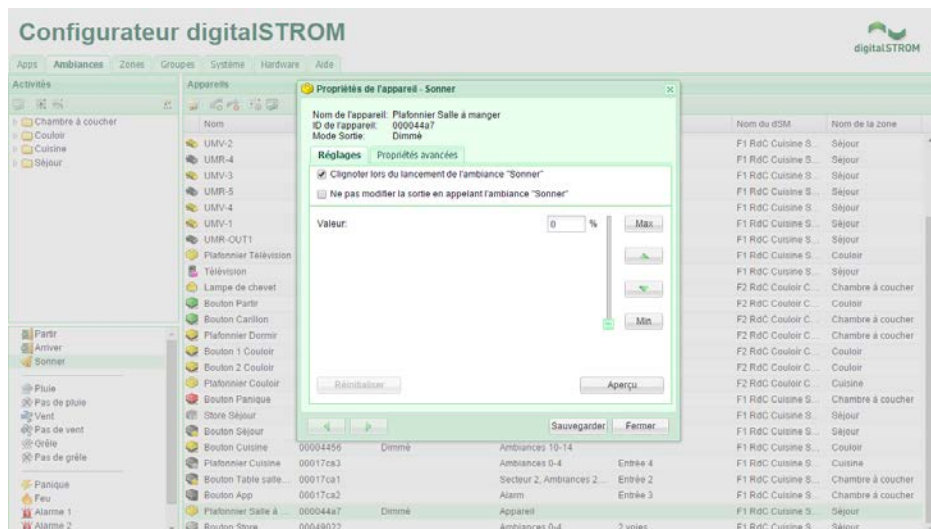 Configurateur digitalSTROM
digitalSTROM
Apps Ambiances Zones Groupes Système Hardware Aide
Activités
Chambre à coucher
Couloir
Cuisine
Séjour
Partir
Arriver
Sonner
Pluie
Pas de pluie
Vent
Pas de vent
Grêle
Pas de grêle
Panique
Feu
Alarme 1
Alarme 2
Appareils
Nom Nom du dSM Nom de la zone
UMV-2 F1 RdC Cuisine S... Séjour
UMR-4 F1 RdC Cuisine S... Séjour
UMV-3 F1 RdC Cuisine S... Séjour
UMR-5 F1 RdC Cuisine S... Séjour
UMV-4 F1 RdC Cuisine S... Séjour
UMV-1 F1 RdC Cuisine S... Séjour
UMR-OUT1 F1 RdC Cuisine S... Séjour
Plafonnier Télévision F1 RdC Cuisine S... Couloir
Télévision F1 RdC Cuisine S... Séjour
Lampe de chevet F2 RdC Couloir C... Chambre à coucher
Bouton Partir F2 RdC Couloir C... Couloir
Bouton Carillon F2 RdC Couloir C... Chambre à coucher
Plafonnier Dormir F2 RdC Couloir C... Chambre à coucher
Bouton 1 Couloir F2 RdC Couloir C... Couloir
Bouton 2 Couloir F2 RdC Couloir C... Couloir
Plafonnier Couloir F2 RdC Couloir C... Cuisine
Bouton Panique F2 RdC Couloir C... Chambre à coucher
Store Séjour F1 RdC Cuisine S... Séjour
Bouton Séjour F1 RdC Cuisine S... Séjour
Bouton Cuisine 00004456 Dimmé Ambiances 10-14 F1 RdC Cuisine S... Couloir
Plafonnier Cuisine 00017ca3 Ambiances 0-4 Entrée 4 F1 RdC Cuisine S... Cuisine
Bouton Table salle... 00017ca1 Secteur 2, Ambiances 2... Entrée 2 F1 RdC Cuisine S... Chambre à coucher
Bouton App 00017ca2 Alarm Entrée 3 F1 RdC Cuisine S... Chambre à coucher
Plafonnier Salle à ... 000044a7 Dimmé Appareil F1 RdC Cuisine S... Séjour
Bouton Store 00049022 Ambiances 0-4 2 voies F1 RdC Cuisine S... Séjour
Propriétés de l'appareil - Sonner
Nom de l'appareil: Plafonnier Salle à manger
ID de l'appareil: 000044a7
Mode Sortie: Dimmé
Réglages Propriétés avancées
Clignoter lors du lancement de l'ambiance "Sonner"
Ne pas modifier la sortie en appelant l'ambiance "Sonner"
Valeur: 0 % Max
Min
Réinitialiser Aperçu
Sauvegarder Fermer